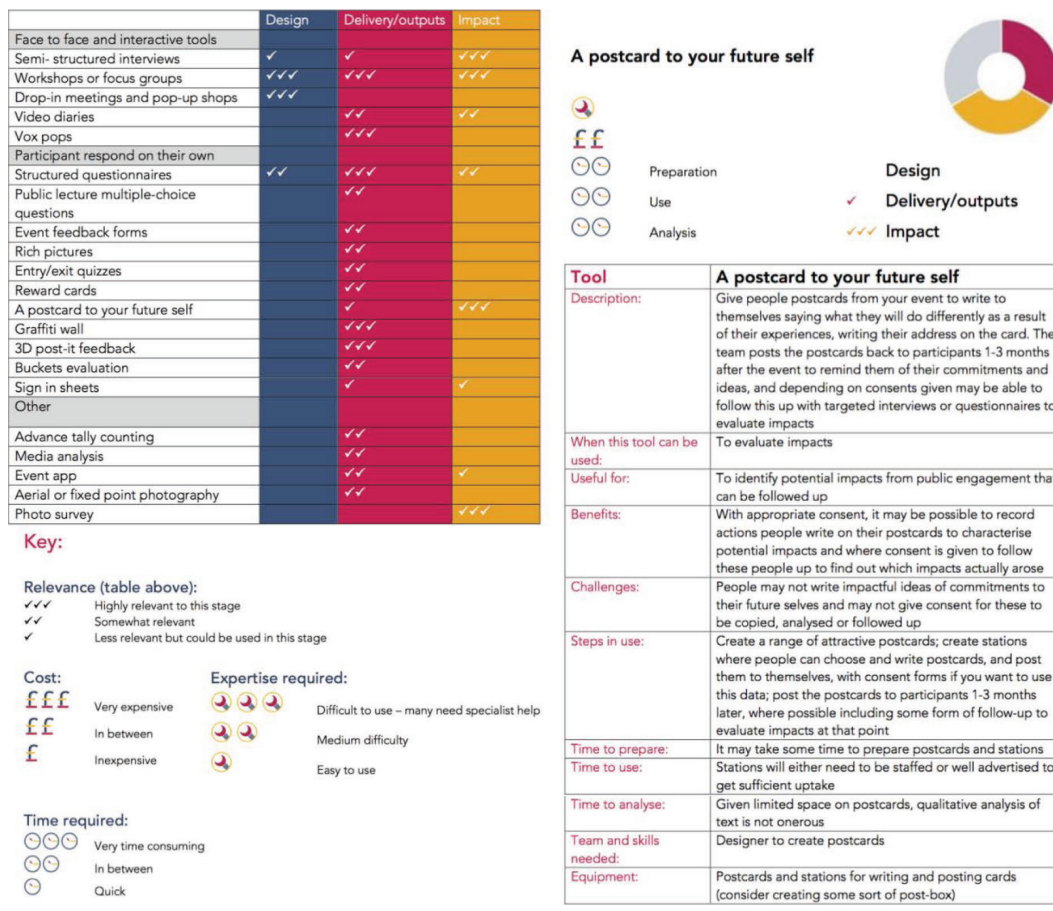 Design Delivery/outputs Impact
Face to face and interactive tools
Semi- structured interviews ✓ ✓ ✓✓✓
Workshops or focus groups ✓✓✓ ✓✓✓ ✓✓✓
Drop-in meetings and pop-up shops ✓✓✓
Video diaries ✓✓ ✓✓
Vox pops ✓✓✓
Participant respond on their own
Structured questionnaires ✓✓ ✓✓✓ ✓✓
Public lecture multiple-choice ✓✓
questions
Event feedback forms ✓✓
Rich pictures ✓✓
Entry/exit quizzes ✓✓
Reward cards ✓✓
A postcard to your future self ✓ ✓✓✓
Graffiti wall ✓✓✓
3D post-it feedback ✓✓✓
Buckets evaluation ✓✓
Sign in sheets ✓ ✓
Other
Advance tally counting ✓✓
Media analysis ✓✓
Event app ✓✓ ✓
Aerial or fixed point photography ✓✓
Photo survey ✓✓✓
Key:
Relevance (table above):
✓✓✓ Highly relevant to this stage
✓✓ Somewhat relevant
✓ Less relevant but could be used in this stage
Cost:
£££ Very expensive
££ In between
£ Inexpensive
Expertise required:
Difficult to use – many need specialist help
Medium difficulty
Easy to use
Time required:
Very time consuming
In between
Quick
A postcard to your future self
££
Preparation
Use
Analysis
Design
✓ Delivery/outputs
✓✓✓ Impact
Tool A postcard to your future self
Description: Give people postcards from your event to write to
themselves saying what they will do differently as a result
of their experiences, writing their address on the card. The
team posts the postcards back to participants 1-3 months
after the event to remind them of their commitments and
ideas, and depending on consents given may be able to
follow this up with targeted interviews or questionnaires to
evaluate impacts
When this tool can be To evaluate impacts
used:
Useful for: To identify potential impacts from public engagement that
can be followed up
Benefits: With appropriate consent, it may be possible to record
actions people write on their postcards to characterise
potential impacts and where consent is given to follow
these people up to find out which impacts actually arose
Challenges: People may not write impactful ideas of commitments to
their future selves and may not give consent for these to
be copied, analysed or followed up
Steps in use: Create a range of attractive postcards; create stations
where people can choose and write postcards, and post
them to themselves, with consent forms if you want to use
this data; post the postcards to participants 1-3 months
later, where possible including some form of follow-up to
evaluate impacts at that point
Time to prepare: It may take some time to prepare postcards and stations
Time to use: Stations will either need to be staffed or well advertised to
get sufficient uptake
Time to analyse: Given limited space on postcards, qualitative analysis of
text is not onerous
Team and skills Designer to create postcards
needed:
Equipment: Postcards and stations for writing and posting cards
(consider creating some sort of post-box)